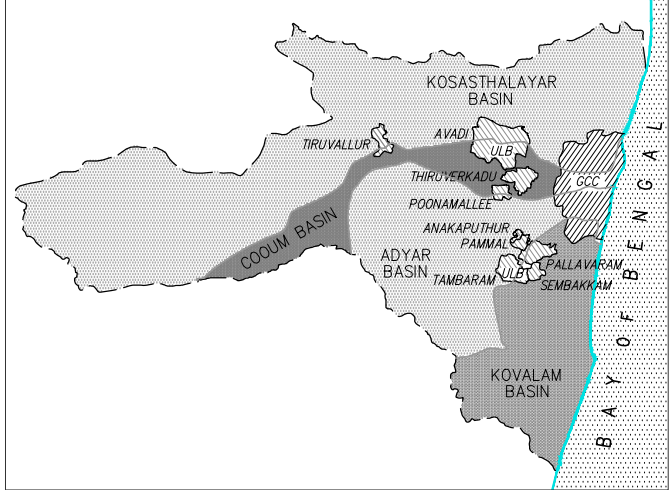 KOSASTHALAYAR
BASIN
AVADI
TIRUVALLUR
ULB
THIRUVERKADU
GCC
POONAMALLEE
COOUM BASIN
ANAKAPUTHUR
PAMMAL
ADYAR
BASIN
PALLAVARAM
TAMBARAM
ULB
SEMBAKKAM
KOVALAM
BASIN
BAY OF BENGAL